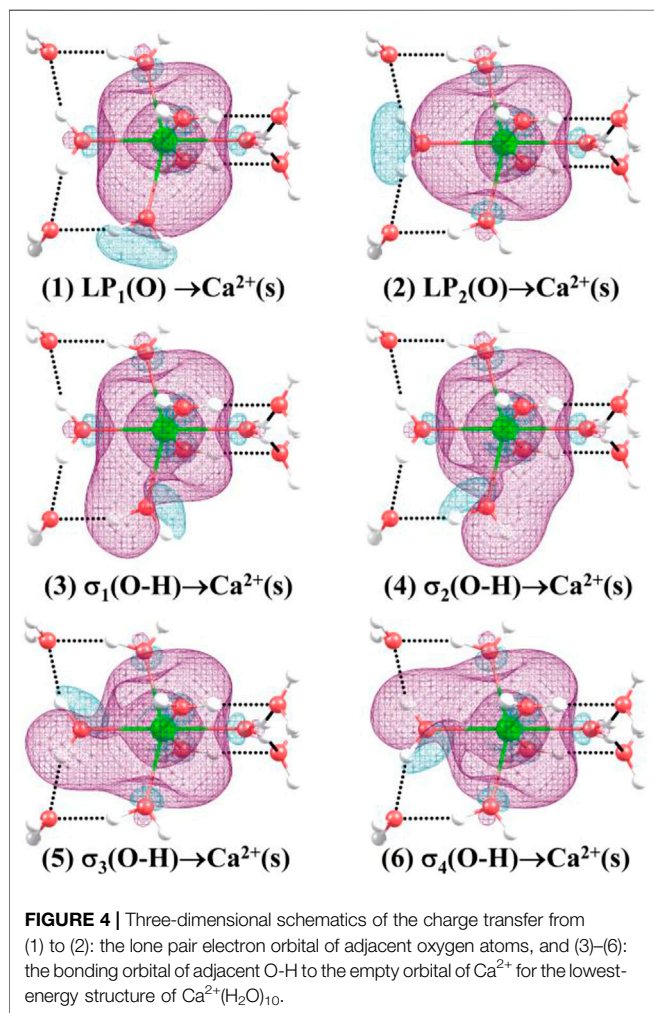 (1) LP₁(O) →Ca²⁺(s)
(2) LP₂(O)→Ca²⁺(s)
(3) σ₁(O-H)→Ca²⁺(s)
(4) σ₂(O-H)→Ca²⁺(s)
(5) σ₃(O-H)→Ca²⁺(s)
(6) σ₄(O-H)→Ca²⁺(s)
FIGURE 4 | Three-dimensional schematics of the charge transfer from
(1) to (2): the lone pair electron orbital of adjacent oxygen atoms, and (3)–(6):
the bonding orbital of adjacent O-H to the empty orbital of Ca²⁺ for the lowest-
energy structure of Ca²⁺(H₂O)₁₀.